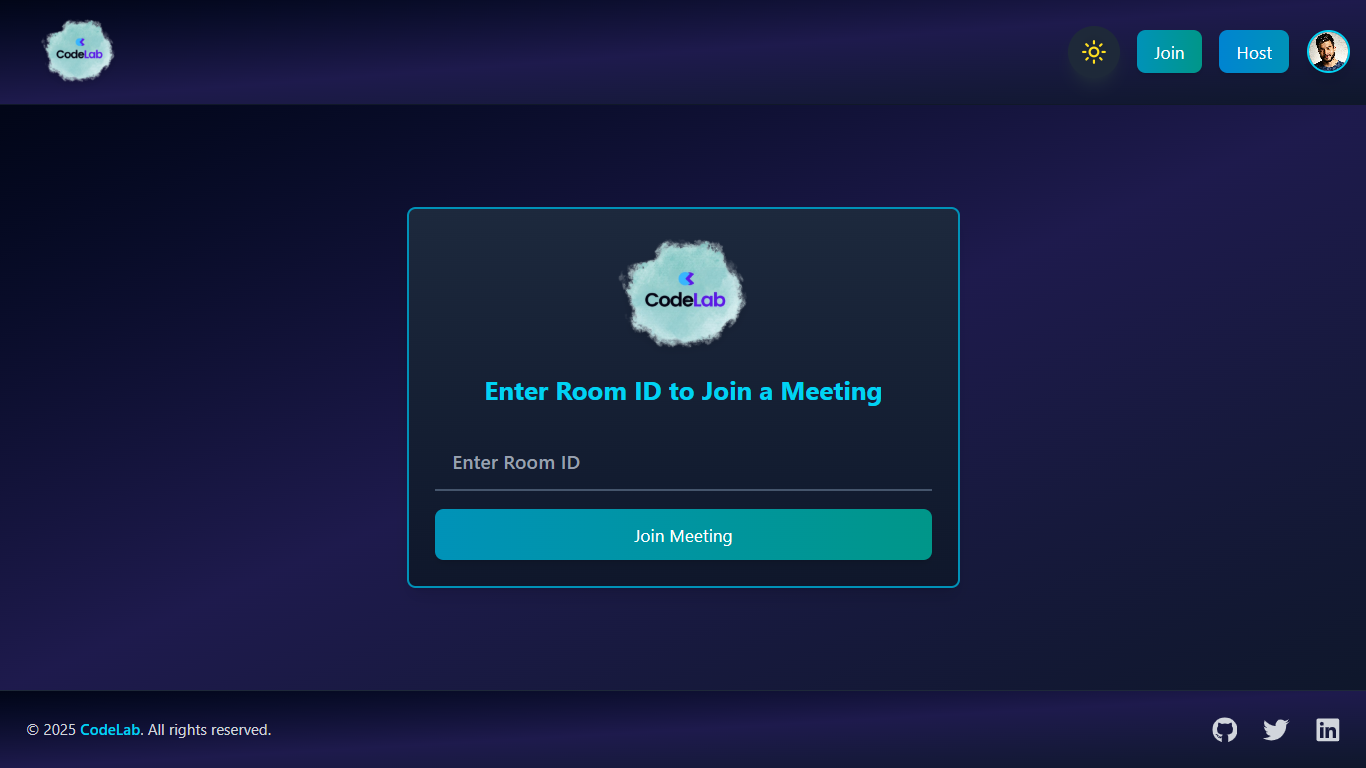 CodeLab
Join
Host
CodeLab
Enter Room ID to Join a Meeting
Enter Room ID
Join Meeting
© 2025 CodeLab. All rights reserved.
in